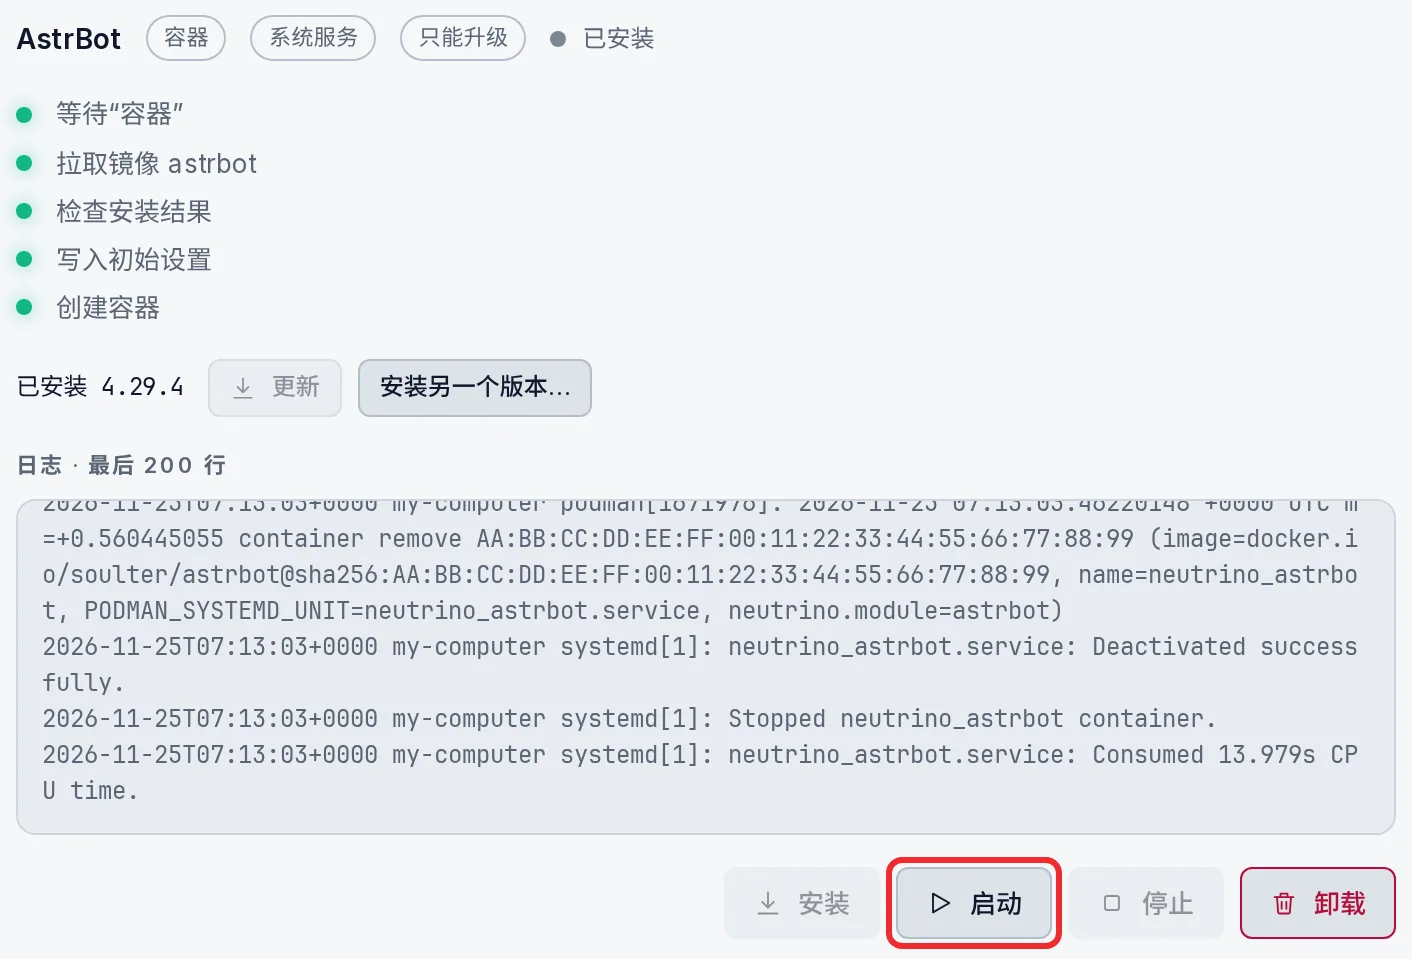 AstrBot 容器 系统服务 只能升级 已安装
等待“容器”
拉取镜像 astrbot
检查安装结果
写入初始设置
创建容器
已安装 4.29.4 更新 安装另一个版本...
日志 · 最后 200 行
=+0.560445055 container remove AA:BB:CC:DD:EE:FF:00:11:22:33:44:55:66:77:88:99 (image=docker.i
o/soulter/astrbot@sha256:AA:BB:CC:DD:EE:FF:00:11:22:33:44:55:66:77:88:99, name=neutrino_astrbo
t, PODMAN_SYSTEMD_UNIT=neutrino_astrbot.service, neutrino.module=astrbot)
2026-11-25T07:13:03+0000 my-computer systemd[1]: neutrino_astrbot.service: Deactivated success
fully.
2026-11-25T07:13:03+0000 my-computer systemd[1]: Stopped neutrino_astrbot container.
2026-11-25T07:13:03+0000 my-computer systemd[1]: neutrino_astrbot.service: Consumed 13.979s CP
U time.
安装 启动 停止 卸载